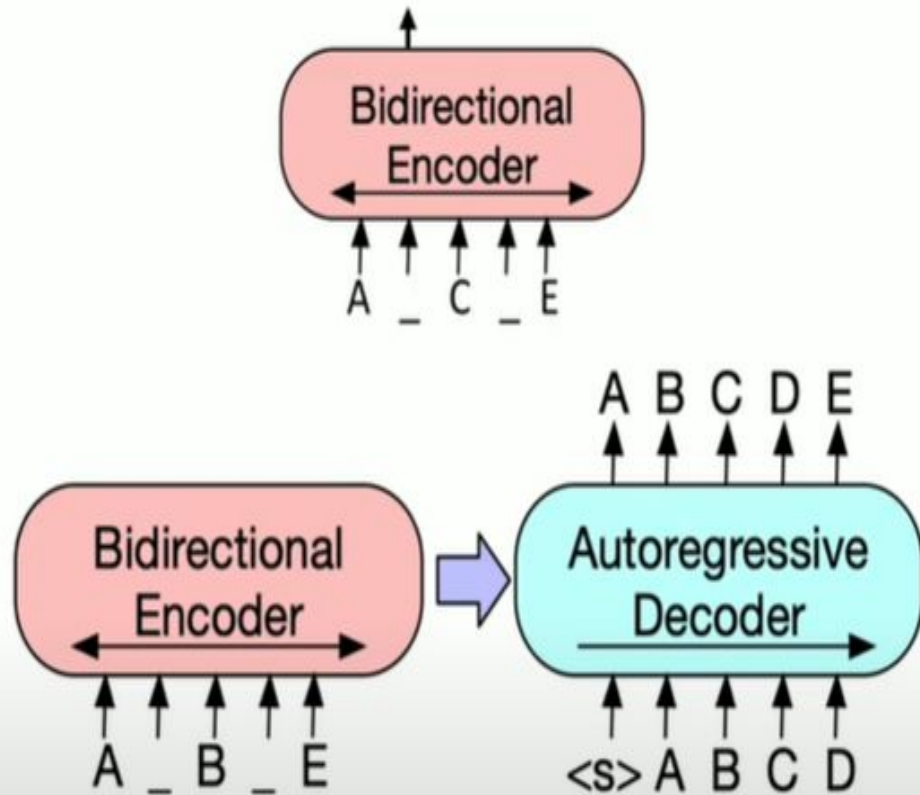 Bidirectional
Encoder
A _ C _ E
A B C D E
Bidirectional
Encoder
A _ B _ E
Autoregressive
Decoder
<s> A B C D